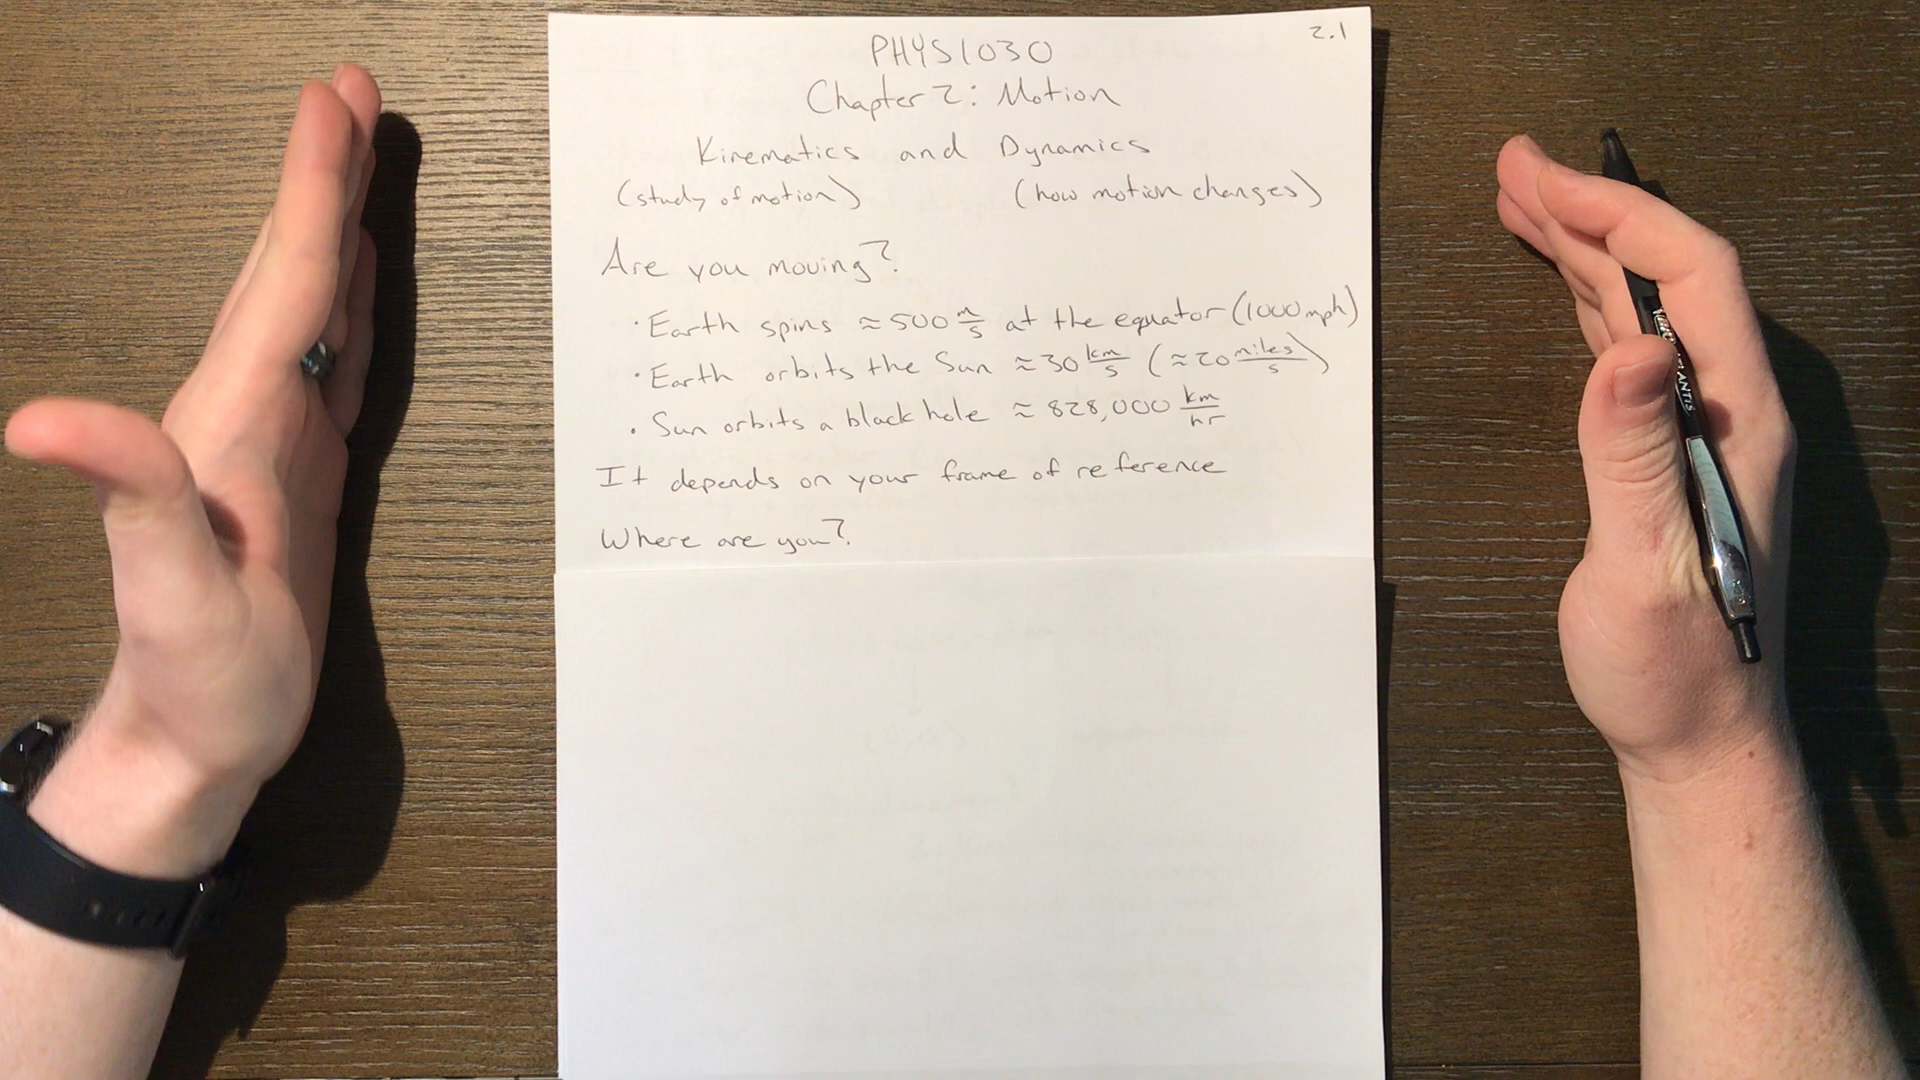 2.1
PHYS1030
Chapter 2: Motion
Kinematics and Dynamics
(study of motion) (how motion changes)
Are you moving?
· Earth spins ≈ 500 m/s at the equator (1000 mph)
· Earth orbits the Sun ≈ 30 km/s (≈ 20 miles/s)
· Sun orbits a black hole ≈ 828,000 km/hr
It depends on your frame of reference
Where are you?
(0,0)